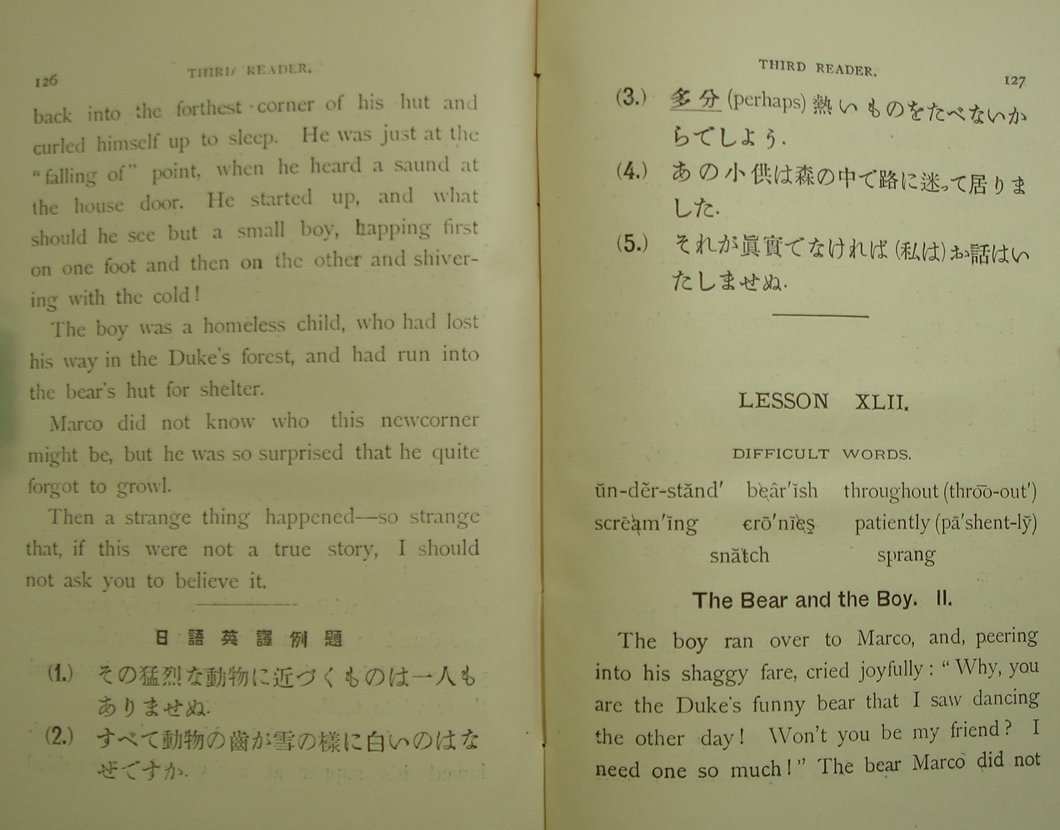 126
THIRD READER.
back into the forthest corner of his hut and
curled himself up to sleep. He was just at the
"falling of" point, when he heard a saund at
the house door. He started up, and what
should he see but a small boy, happing first
on one foot and then on the other and shiver-
ing with the cold!
The boy was a homeless child, who had lost
his way in the Duke's forest, and had run into
the bear's hut for shelter.
Marco did not know who this newcorner
might be, but he was so surprised that he quite
forgot to growl.
Then a strange thing happened—so strange
that, if this were not a true story, I should
not ask you to believe it.
日語英譯例題
(1.) その猛烈な動物に近づくものは一人も
ありませぬ.
(2.) すべて動物の齒が雪の樣に白いのはな
ぜですか.
THIRD READER.
127
(3.) 多分 (perhaps) 熱いものをたべないか
らでしよう.
(4.) あの小供は森の中で路に迷って居りま
した.
(5.) それが眞實でなければ (私は) お話はい
たしませぬ.
LESSON XLII.
DIFFICULT WORDS.
ŭn-dẽr-stănd' beâr'ĭsh throughout (thro͞o-out')
scrēam'ĭng crō'nĭeş patiently (pā'shent-lў)
snătch sprang
The Bear and the Boy. II.
The boy ran over to Marco, and, peering
into his shaggy fare, cried joyfully: "Why, you
are the Duke's funny bear that I saw dancing
the other day! Won't you be my friend? I
need one so much!" The bear Marco did not